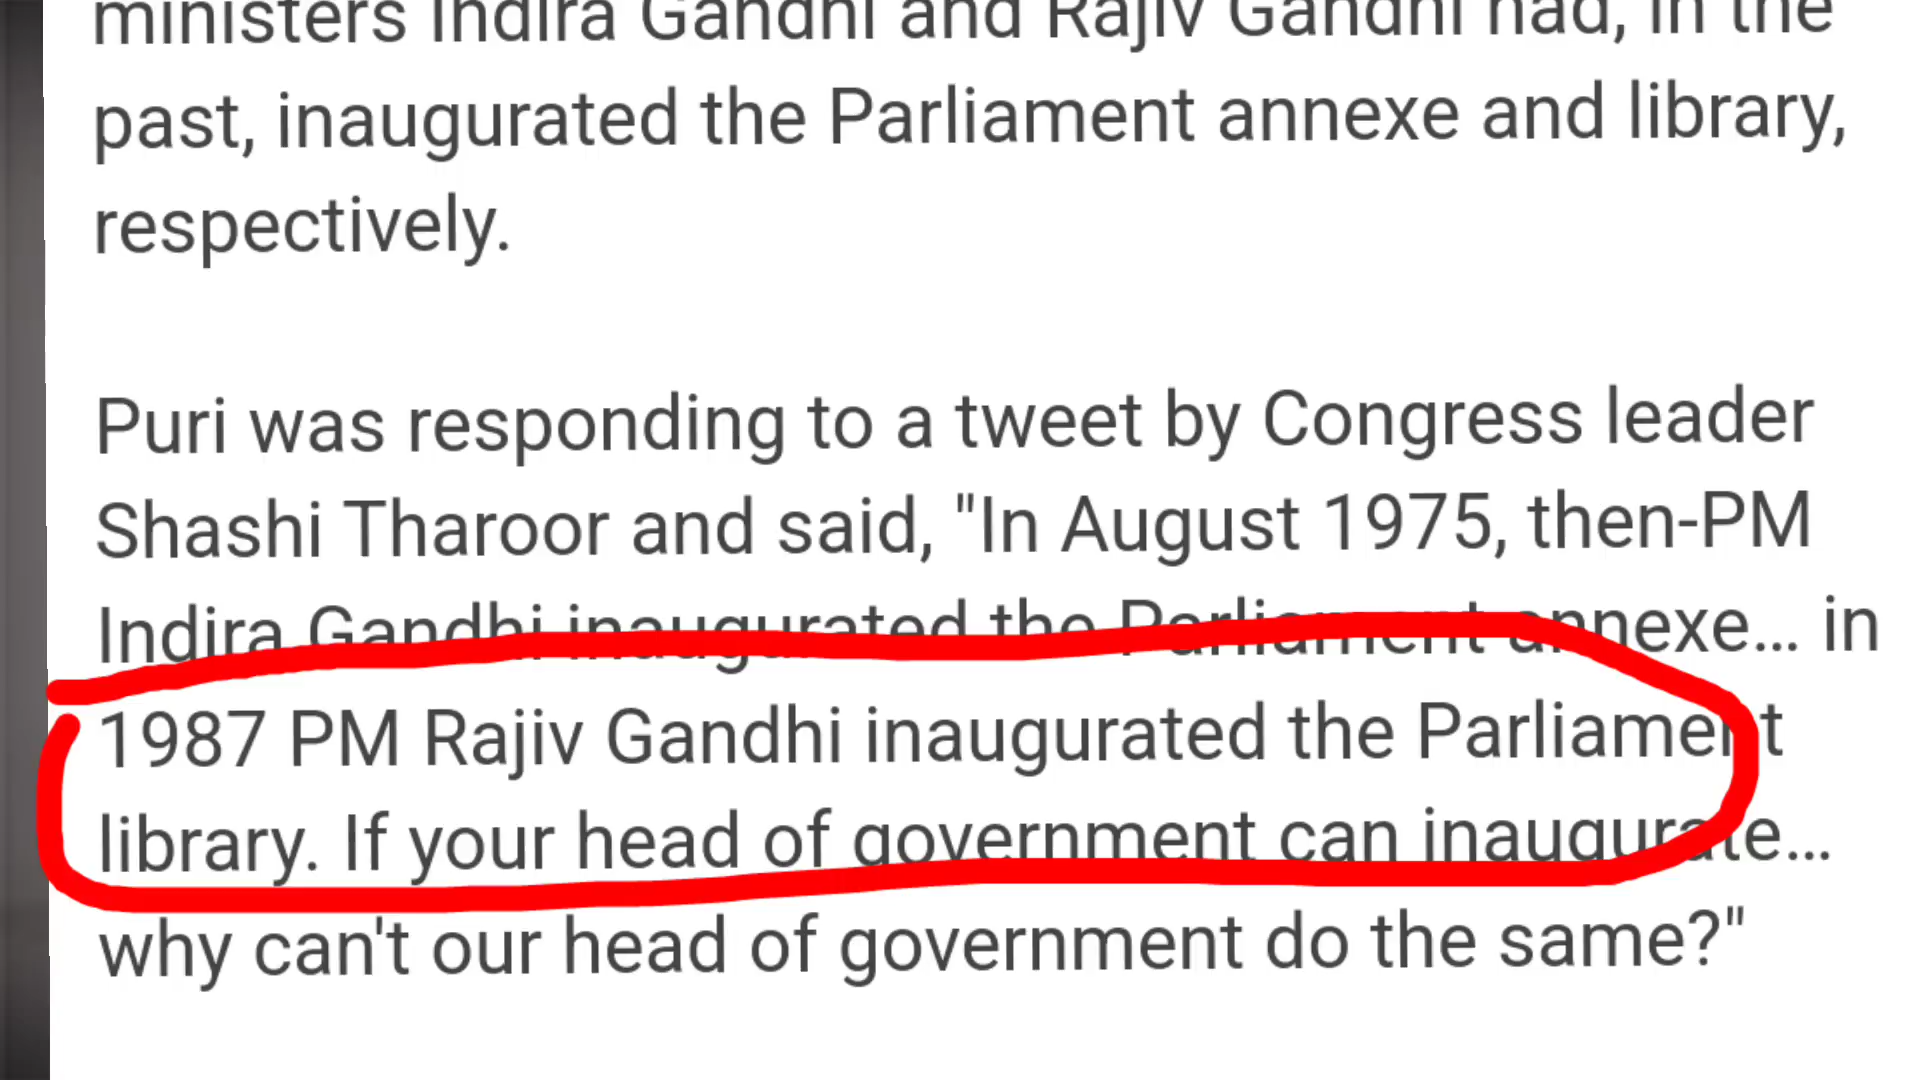 ministers Indira Gandhi and Rajiv Gandhi had, in the
past, inaugurated the Parliament annexe and library,
respectively.
Puri was responding to a tweet by Congress leader
Shashi Tharoor and said, "In August 1975, then-PM
Indira Gandhi inaugurated the Parliament annexe... in
1987 PM Rajiv Gandhi inaugurated the Parliament
library. If your head of government can inaugurate...
why can't our head of government do the same?"